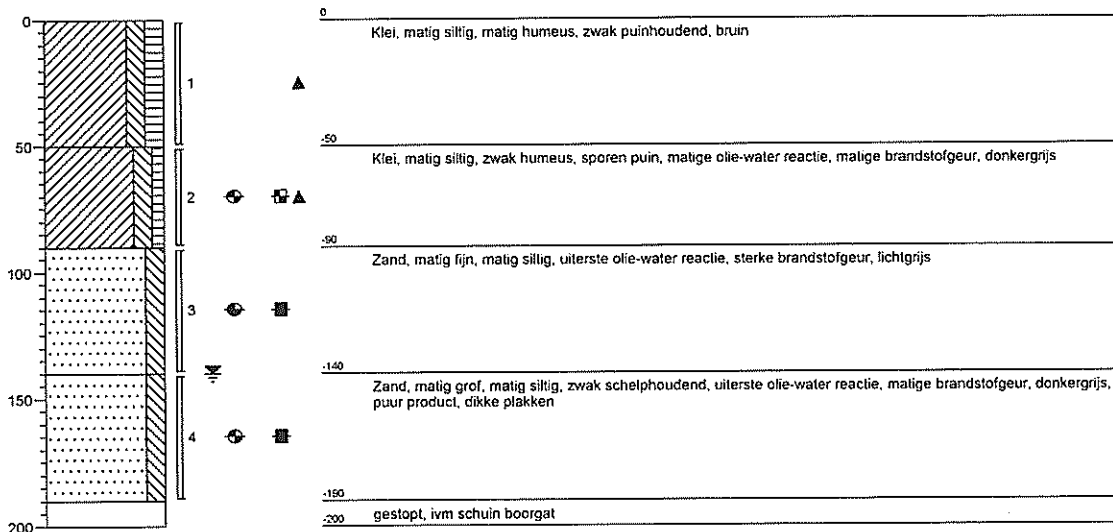 0
0
Klei, matig siltig, matig humeus, zwak puinhoudend, bruin
1
50
-50
Klei, matig siltig, zwak humeus, sporen puin, matige olie-water reactie, matige brandstofgeur, donkergrijs
2
-90
Zand, matig fijn, matig siltig, uiterste olie-water reactie, sterke brandstofgeur, lichtgrijs
100
3
-140
Zand, matig grof, matig siltig, zwak schelphoudend, uiterste olie-water reactie, matige brandstofgeur, donkergrijs,
puur product, dikke plakken
150
4
-190
gestopt, ivm schuin boorgat
200
-200